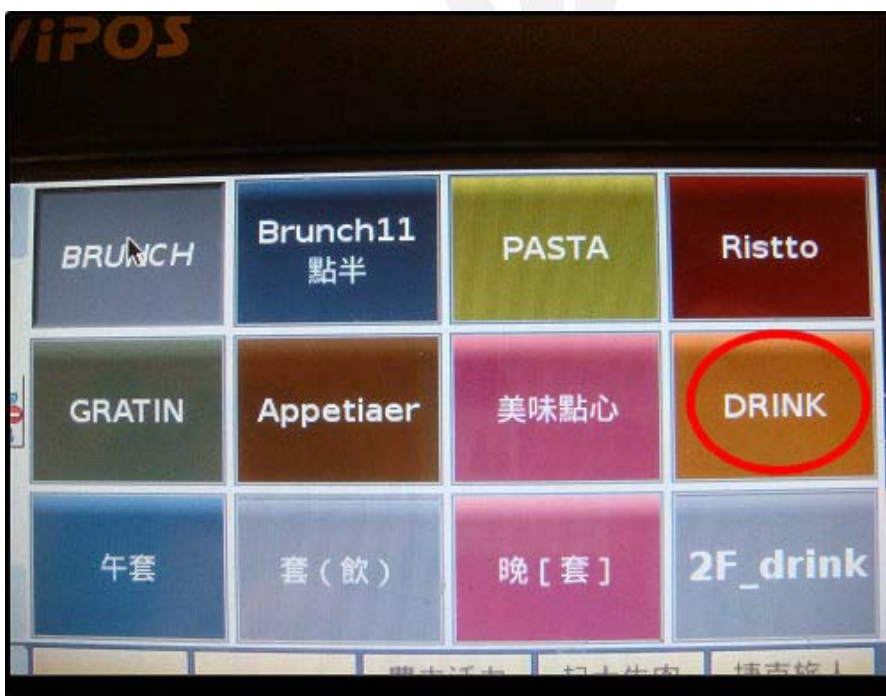 ViPOS
BRUNCH
Brunch11
點半
PASTA
Ristto
GRATIN
Appetiaer
美味點心
DRINK
午套
套（飲）
晚［套］
2F_drink